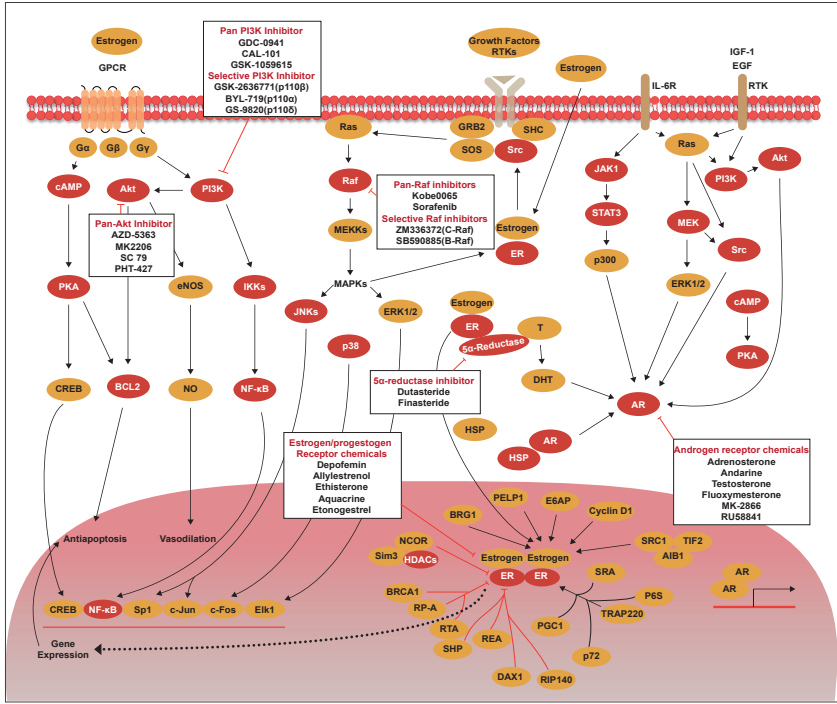 Estrogen
GPCR
Gα
Gβ
Gγ
cAMP
Akt
PI3K
Pan PI3K Inhibitor
GDC-0941
CAL-101
GSK-1059615
Selective PI3K Inhibitor
GSK-2636771(p110β)
BYL-719(p110α)
GS-9820(p110δ)
Pan-Akt Inhibitor
AZD-5363
MK2206
SC 79
PHT-427
PKA
eNOS
IKKs
CREB
BCL2
NO
NF-κB
Growth Factors
RTKs
Estrogen
Ras
GRB2
SHC
SOS
Src
Raf
Pan-Raf inhibitors
Kobe0065
Sorafenib
Selective Raf inhibitors
ZM336372(C-Raf)
SB590885(B-Raf)
MEKKs
Estrogen
ER
MAPKs
JNKs
ERK1/2
p38
Estrogen
ER
5α-Reductase
T
DHT
5α-reductase inhibitor
Dutasteride
Finasteride
HSP
AR
HSP
IGF-1
EGF
IL-6R
RTK
Ras
JAK1
PI3K
Akt
STAT3
MEK
Src
p300
ERK1/2
cAMP
PKA
AR
Androgen receptor chemicals
Adrenosterone
Andarine
Testosterone
Fluoxymesterone
MK-2866
RU58841
Estrogen/progestogen
Receptor chemicals
Depofemin
Allylestrenol
Ethisterone
Aquacrine
Etonogestrel
Antiapoptosis
Vasodilation
CREB
NF-κB
Sp1
c-Jun
c-Fos
Elk1
Gene
Expression
BRG1
PELP1
E6AP
Cyclin D1
NCOR
Sim3
HDACs
Estrogen
Estrogen
ER
ER
SRC1
TIF2
AIB1
BRCA1
RP-A
RTA
SHP
REA
DAX1
RIP140
SRA
P6S
TRAP220
PGC1
p72
AR
AR